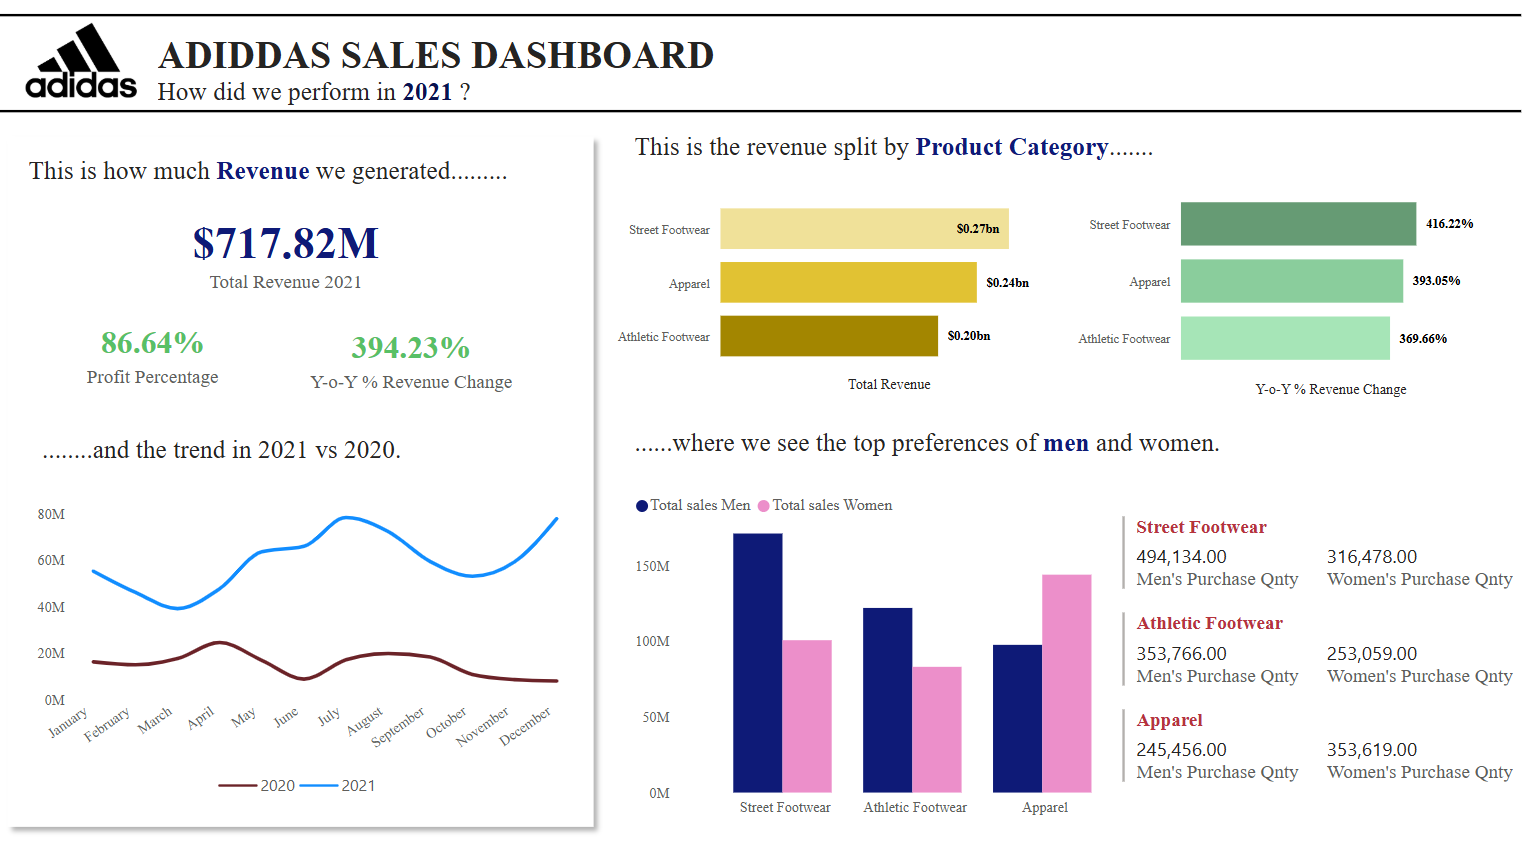 adidas
ADIDDAS SALES DASHBOARD
How did we perform in 2021 ?
This is how much Revenue we generated.........
$717.82M
Total Revenue 2021
86.64%
Profit Percentage
394.23%
Y-o-Y % Revenue Change
........and the trend in 2021 vs 2020.
80M
60M
40M
20M
0M
January
February
March
April
May
June
July
August
September
October
November
December
2020
2021
This is the revenue split by Product Category.......
Street Footwear
$0.27bn
Apparel
$0.24bn
Athletic Footwear
$0.20bn
Total Revenue
Street Footwear
416.22%
Apparel
393.05%
Athletic Footwear
369.66%
Y-o-Y % Revenue Change
......where we see the top preferences of men and women.
Total sales Men
Total sales Women
150M
100M
50M
0M
Street Footwear
Athletic Footwear
Apparel
Street Footwear
494,134.00
Men's Purchase Qnty
316,478.00
Women's Purchase Qnty
Athletic Footwear
353,766.00
Men's Purchase Qnty
253,059.00
Women's Purchase Qnty
Apparel
245,456.00
Men's Purchase Qnty
353,619.00
Women's Purchase Qnty